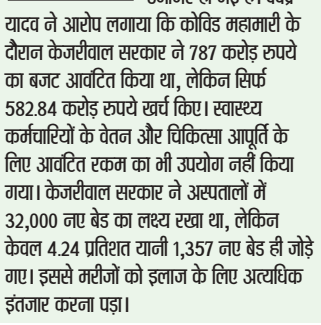 यादव ने आरोप लगाया कि कोविड महामारी के
दौरान केजरीवाल सरकार ने 787 करोड़ रुपये
का बजट आवंटित किया था, लेकिन सिर्फ
582.84 करोड़ रुपये खर्च किए। स्वास्थ्य
कर्मचारियों के वेतन और चिकित्सा आपूर्ति के
लिए आवंटित रकम का भी उपयोग नहीं किया
गया। केजरीवाल सरकार ने अस्पतालों में
32,000 नए बेड का लक्ष्य रखा था, लेकिन
केवल 4.24 प्रतिशत यानी 1,357 नए बेड ही जोड़े
गए। इससे मरीजों को इलाज के लिए अत्यधिक
इंतजार करना पड़ा।